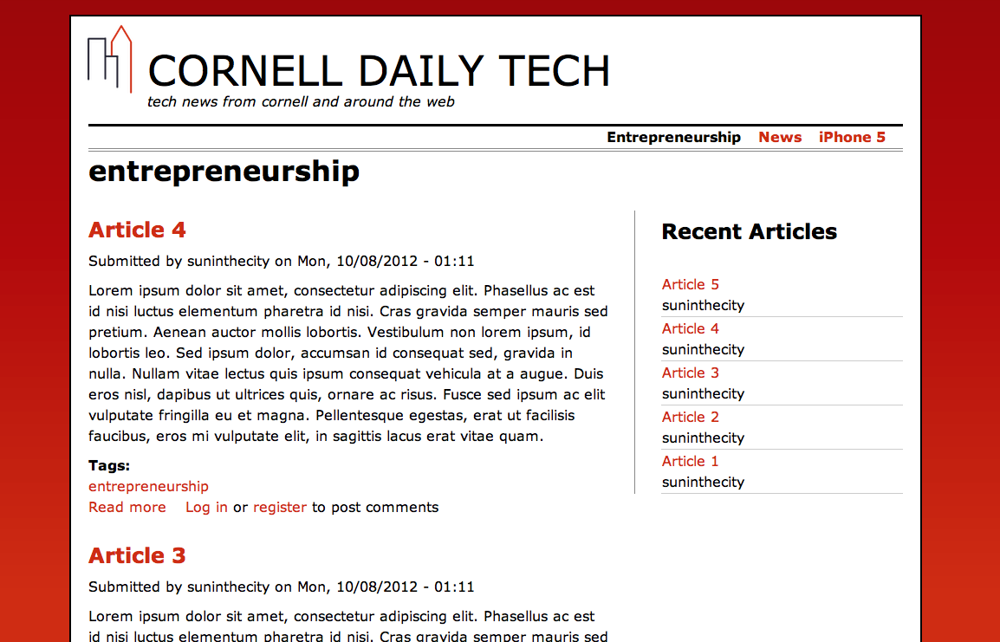 CORNELL DAILY TECH
tech news from cornell and around the web
Entrepreneurship News iPhone 5
entrepreneurship
Article 4
Submitted by suninthecity on Mon, 10/08/2012 - 01:11
Lorem ipsum dolor sit amet, consectetur adipiscing elit. Phasellus ac est
id nisi luctus elementum pharetra id nisi. Cras gravida semper mauris sed
pretium. Aenean auctor mollis lobortis. Vestibulum non lorem ipsum, id
lobortis leo. Sed ipsum dolor, accumsan id consequat sed, gravida in
nulla. Nullam vitae lectus quis ipsum consequat vehicula at a augue. Duis
eros nisl, dapibus ut ultrices quis, ornare ac risus. Fusce sed ipsum ac elit
vulputate fringilla eu et magna. Pellentesque egestas, erat ut facilisis
faucibus, eros mi vulputate elit, in sagittis lacus erat vitae quam.
Tags:
entrepreneurship
Read more Log in or register to post comments
Article 3
Submitted by suninthecity on Mon, 10/08/2012 - 01:11
Lorem ipsum dolor sit amet, consectetur adipiscing elit. Phasellus ac est
id nisi luctus elementum pharetra id nisi. Cras gravida semper mauris sed
Recent Articles
Article 5
suninthecity
Article 4
suninthecity
Article 3
suninthecity
Article 2
suninthecity
Article 1
suninthecity